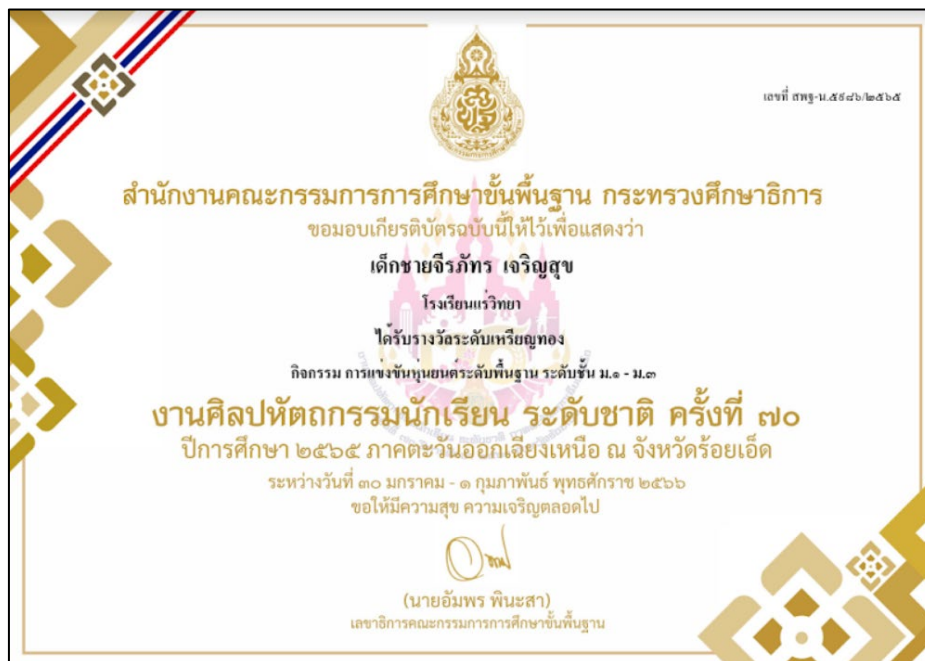 เลขที่ สพฐ-น.๕๙๘๖/๒๕๖๕
สำนักงานคณะกรรมการการศึกษาขั้นพื้นฐาน กระทรวงศึกษาธิการ
ขอมอบเกียรติบัตรฉบับนี้ให้ไว้เพื่อแสดงว่า
เด็กชายจีรภัทร เจริญสุข
โรงเรียนแร่วิทยา
ได้รับรางวัลระดับเหรียญทอง
กิจกรรม การแข่งขันหุ่นยนต์ระดับพื้นฐาน ระดับชั้น ม.๑ - ม.๓
งานศิลปหัตถกรรมนักเรียน ระดับชาติ ครั้งที่ ๗๐
ปีการศึกษา ๒๕๖๕ ภาคตะวันออกเฉียงเหนือ ณ จังหวัดร้อยเอ็ด
ระหว่างวันที่ ๓๐ มกราคม - ๑ กุมภาพันธ์ พุทธศักราช ๒๕๖๖
ขอให้มีความสุข ความเจริญตลอดไป
(นายอัมพร พินะสา)
เลขาธิการคณะกรรมการการศึกษาขั้นพื้นฐาน